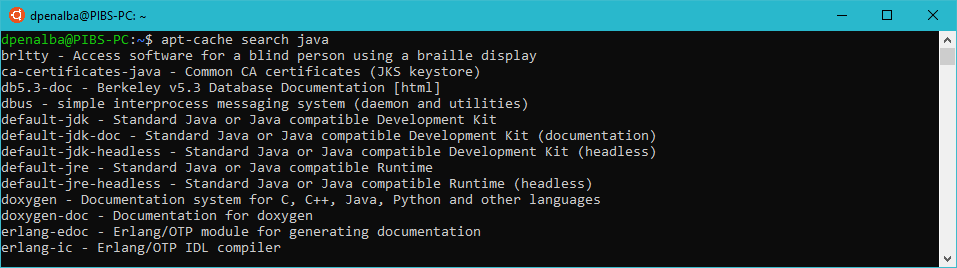 dpenalba@PIBS-PC: ~
dpenalba@PIBS-PC:~$ apt-cache search java
brltty - Access software for a blind person using a braille display
ca-certificates-java - Common CA certificates (JKS keystore)
db5.3-doc - Berkeley v5.3 Database Documentation [html]
dbus - simple interprocess messaging system (daemon and utilities)
default-jdk - Standard Java or Java compatible Development Kit
default-jdk-doc - Standard Java or Java compatible Development Kit (documentation)
default-jdk-headless - Standard Java or Java compatible Development Kit (headless)
default-jre - Standard Java or Java compatible Runtime
default-jre-headless - Standard Java or Java compatible Runtime (headless)
doxygen - Documentation system for C, C++, Java, Python and other languages
doxygen-doc - Documentation for doxygen
erlang-edoc - Erlang/OTP module for generating documentation
erlang-ic - Erlang/OTP IDL compiler